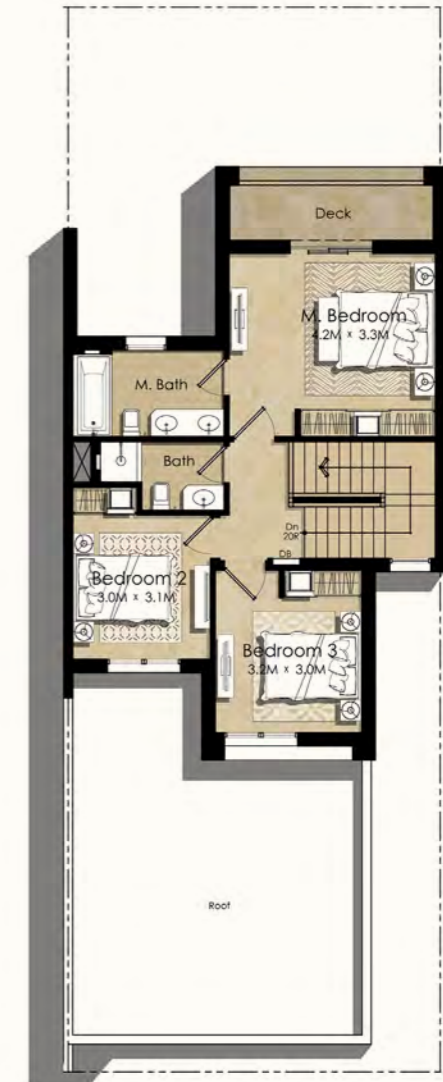 Deck
M. Bedroom
4.2M x 3.3M
M. Bath
Bath
Dn
20R
DB
Bedroom 2
3.0M x 3.1M
Bedroom 3
3.2M x 3.0M
Roof